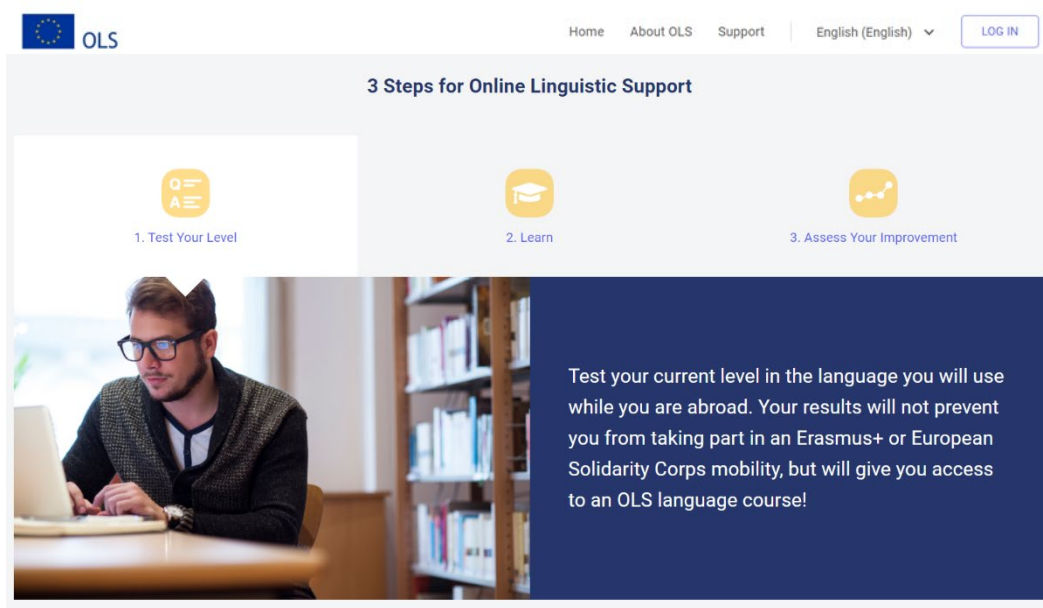 OLS
Home
About OLS
Support
English (English)
LOG IN
3 Steps for Online Linguistic Support
Q
A
1. Test Your Level
2. Learn
3. Assess Your Improvement
Test your current level in the language you will use
while you are abroad. Your results will not prevent
you from taking part in an Erasmus+ or European
Solidarity Corps mobility, but will give you access
to an OLS language course!